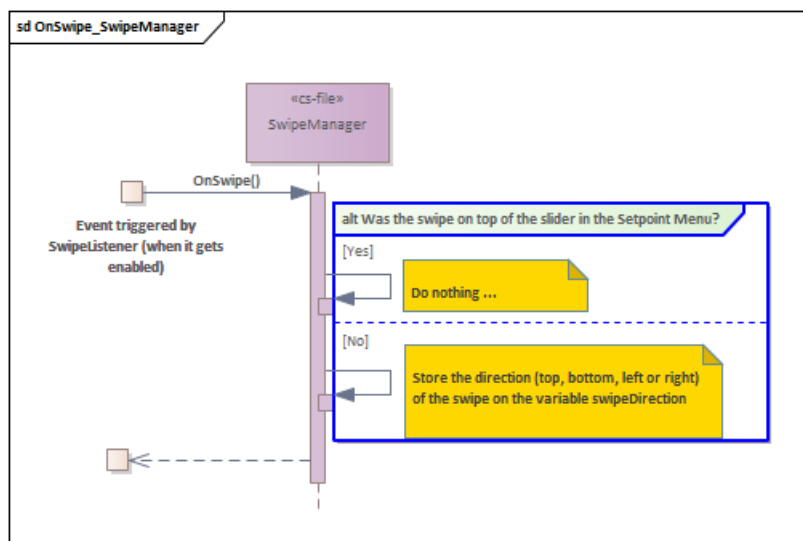 sd OnSwipe_SwipeManager
«cs-file»
SwipeManager
OnSwipe()
Event triggered by
SwipeListener (when it gets
enabled)
alt Was the swipe on top of the slider in the Setpoint Menu?
[Yes]
Do nothing ...
[No]
Store the direction (top, bottom, left or right)
of the swipe on the variable swipeDirection